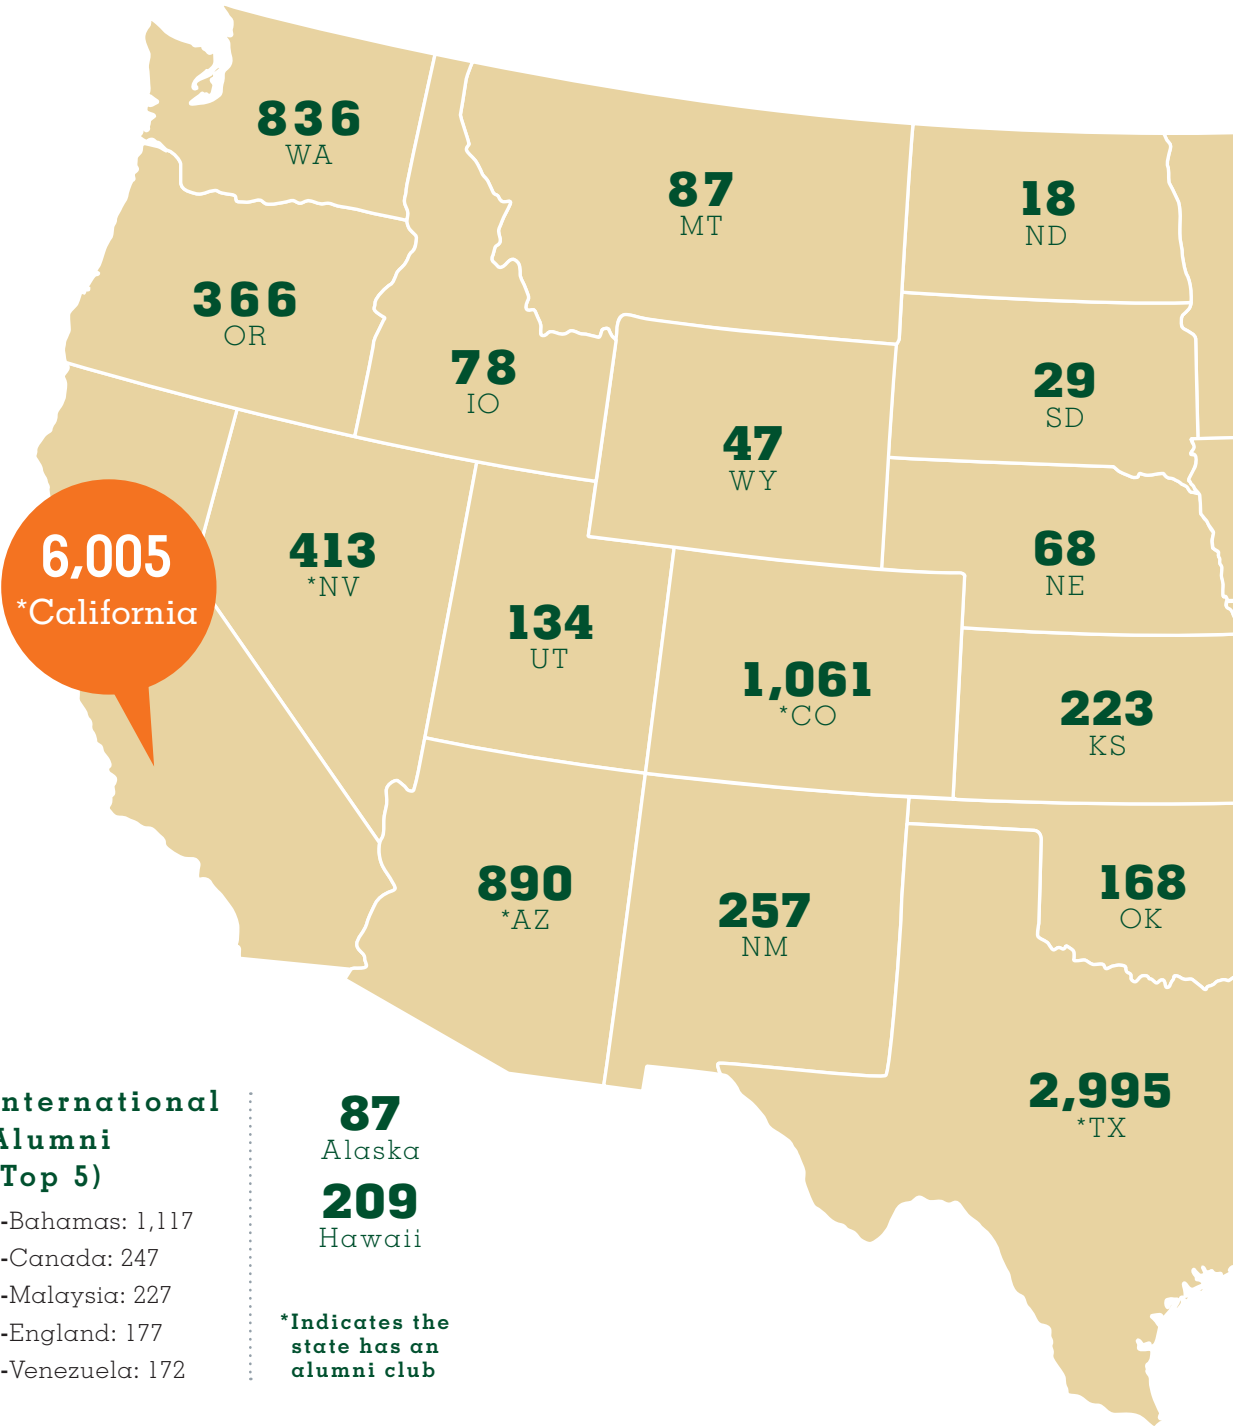 836
WA
87
MT
18
ND
366
OR
78
IO
29
SD
47
WY
6,005
*California
413
*NV
68
NE
134
UT
1,061
*CO
223
KS
890
*AZ
257
NM
168
OK
2,995
*TX
nternational
Alumni
Top 5)
-Bahamas: 1,117
-Canada: 247
-Malaysia: 227
-England: 177
-Venezuela: 172
87
Alaska
209
Hawaii
*Indicates the
state has an
alumni club